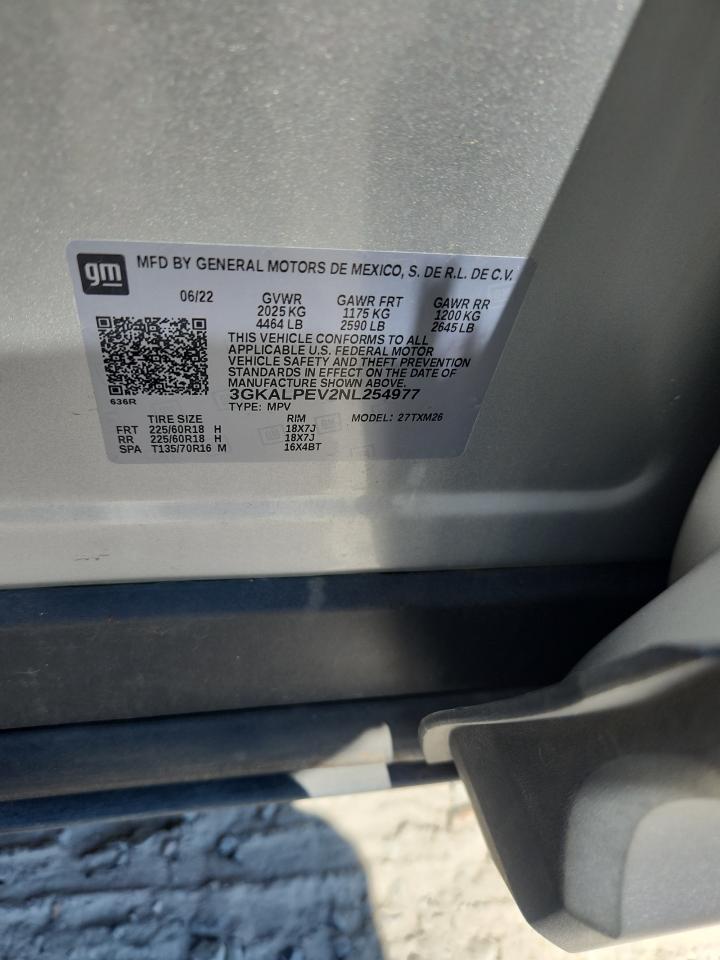 gm
MFD BY GENERAL MOTORS DE MEXICO, S. DE R.L. DE C.V.
06/22 GVWR GAWR FRT GAWR RR
2025 KG 1175 KG 1200 KG
4464 LB 2590 LB 2645 LB
THIS VEHICLE CONFORMS TO ALL
APPLICABLE U.S. FEDERAL MOTOR
VEHICLE SAFETY AND THEFT PREVENTION
STANDARDS IN EFFECT ON THE DATE OF
MANUFACTURE SHOWN ABOVE.
3GKALPEV2NL254977
636R TYPE: MPV MODEL: 27TXM26
TIRE SIZE RIM
FRT 225/60R18 H 18X7J
RR 225/60R18 H 18X7J
SPA T135/70R16 M 16X4BT